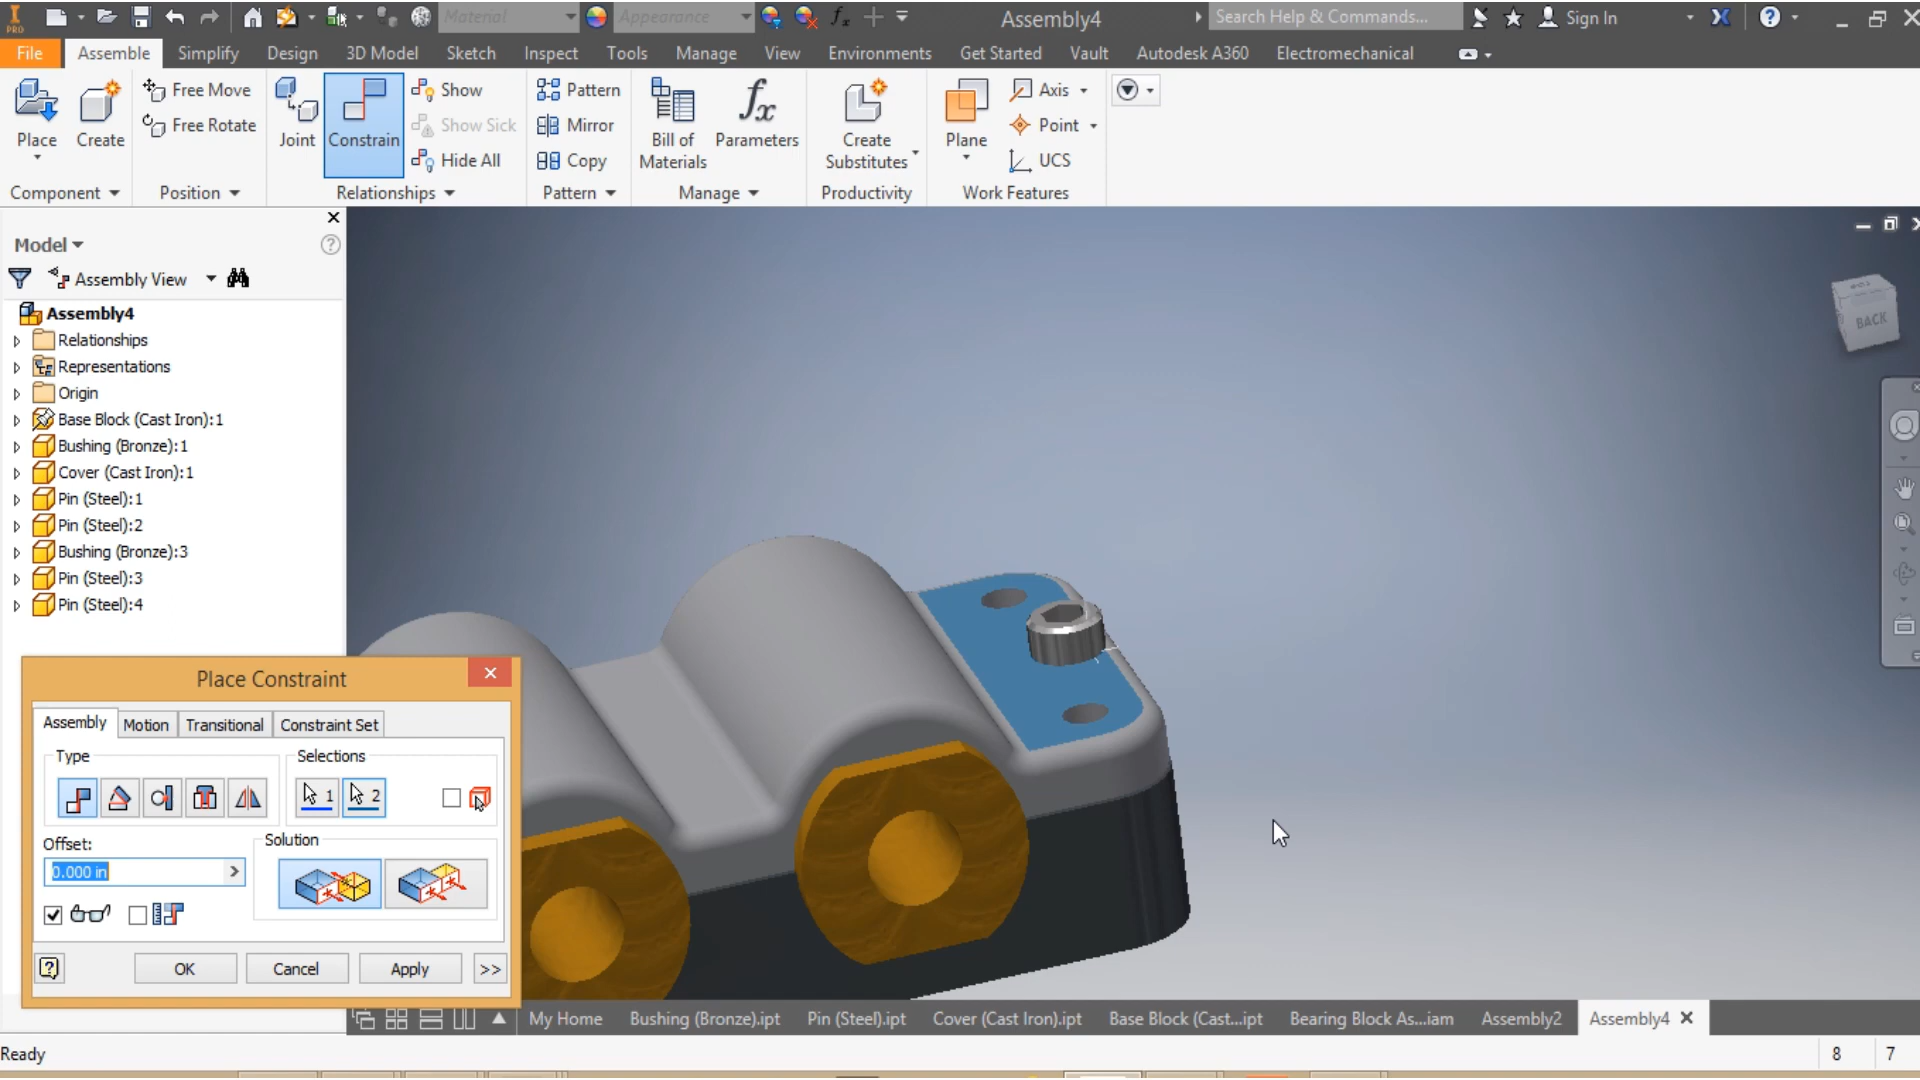 PRO
Material
Appearance
Assembly4
Search Help & Commands...
Sign In
File
Assemble
Simplify
Design
3D Model
Sketch
Inspect
Tools
Manage
View
Environments
Get Started
Vault
Autodesk A360
Electromechanical
Place
Create
Free Move
Free Rotate
Joint
Constrain
Show
Show Sick
Hide All
Pattern
Mirror
Copy
Bill of
Materials
fx
Parameters
Create
Substitutes
Plane
Axis
Point
UCS
Component
Position
Relationships
Pattern
Manage
Productivity
Work Features
Model
Assembly View
Assembly4
Relationships
Representations
Origin
Base Block (Cast Iron):1
Bushing (Bronze):1
Cover (Cast Iron):1
Pin (Steel):1
Pin (Steel):2
Bushing (Bronze):3
Pin (Steel):3
Pin (Steel):4
BACK
Place Constraint
Assembly
Motion
Transitional
Constraint Set
Type
Selections
1
2
Offset:
0.000 in
Solution
OK
Cancel
Apply
>>
My Home
Bushing (Bronze).ipt
Pin (Steel).ipt
Cover (Cast Iron).ipt
Base Block (Cast...ipt
Bearing Block As...iam
Assembly2
Assembly4
Ready
8
7